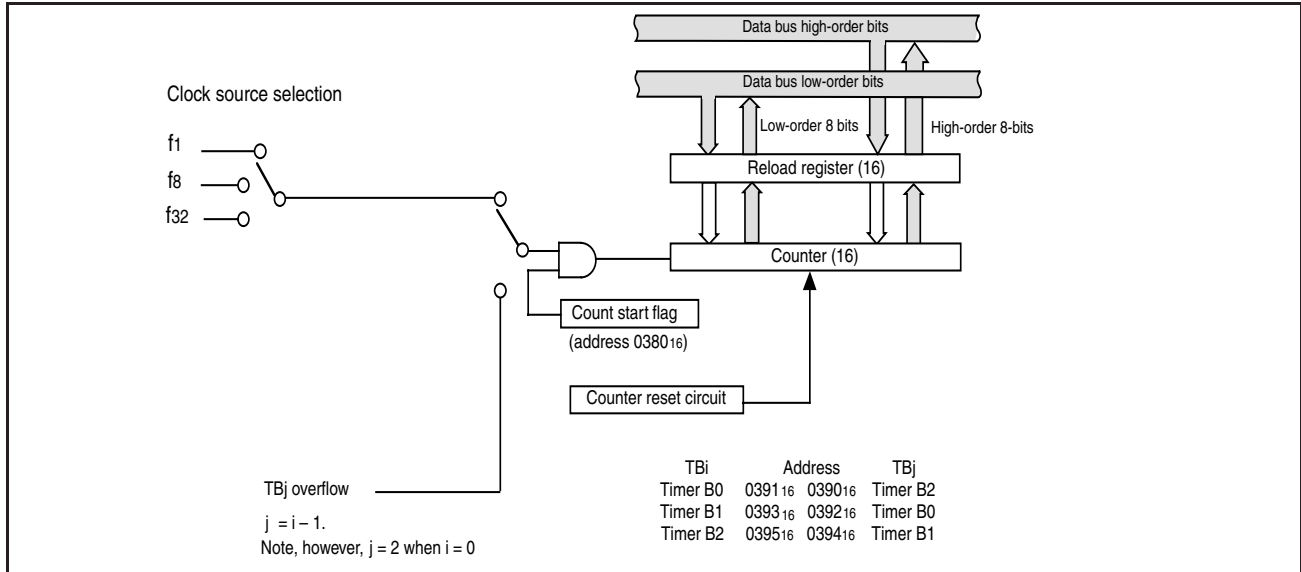 Data bus high-order bits
Data bus low-order bits
Clock source selection
Low-order 8 bits
High-order 8-bits
f1
f8
f32
Reload register (16)
Counter (16)
Count start flag
(address 038016)
Counter reset circuit
TBi Address TBj
Timer B0 039116 039016 Timer B2
Timer B1 039316 039216 Timer B0
Timer B2 039516 039416 Timer B1
TBj overflow
j = i – 1.
Note, however, j = 2 when i = 0